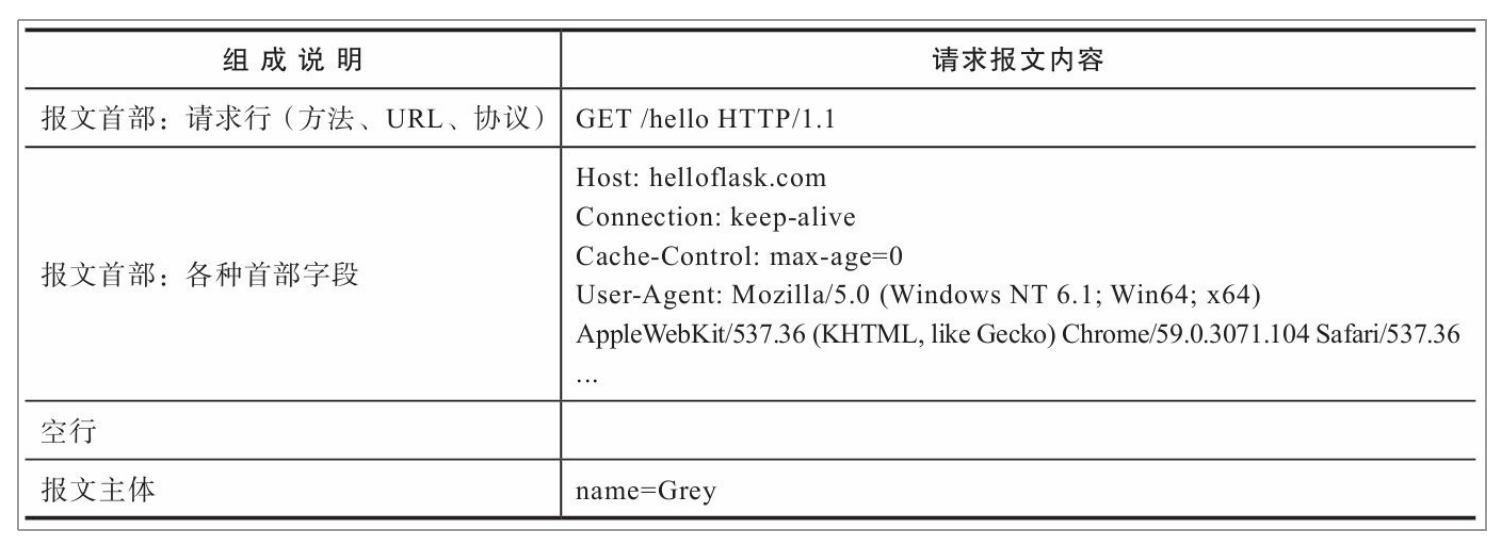 组成说明
请求报文内容
报文首部：请求行（方法、URL、协议）
GET /hello HTTP/1.1
报文首部：各种首部字段
Host: helloflask.com
Connection: keep-alive
Cache-Control: max-age=0
User-Agent: Mozilla/5.0 (Windows NT 6.1; Win64; x64)
AppleWebKit/537.36 (KHTML, like Gecko) Chrome/59.0.3071.104 Safari/537.36
...
空行
报文主体
name=Grey